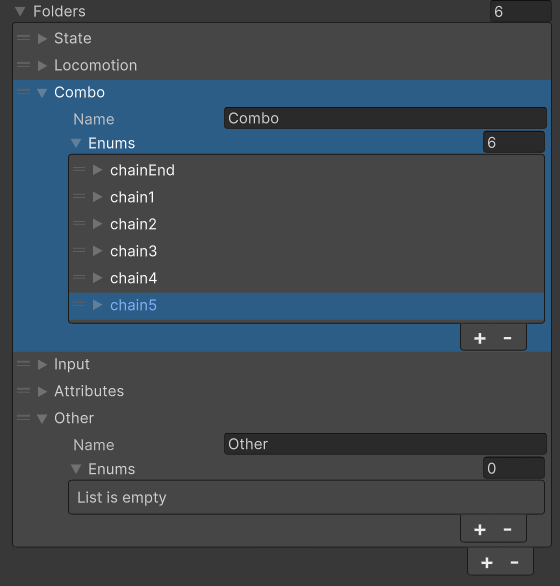 Folders 6
State
Locomotion
Combo
Name Combo
Enums 6
chainEnd
chain1
chain2
chain3
chain4
chain5
+ -
Input
Attributes
Other
Name Other
Enums 0
List is empty
+ -
+ -